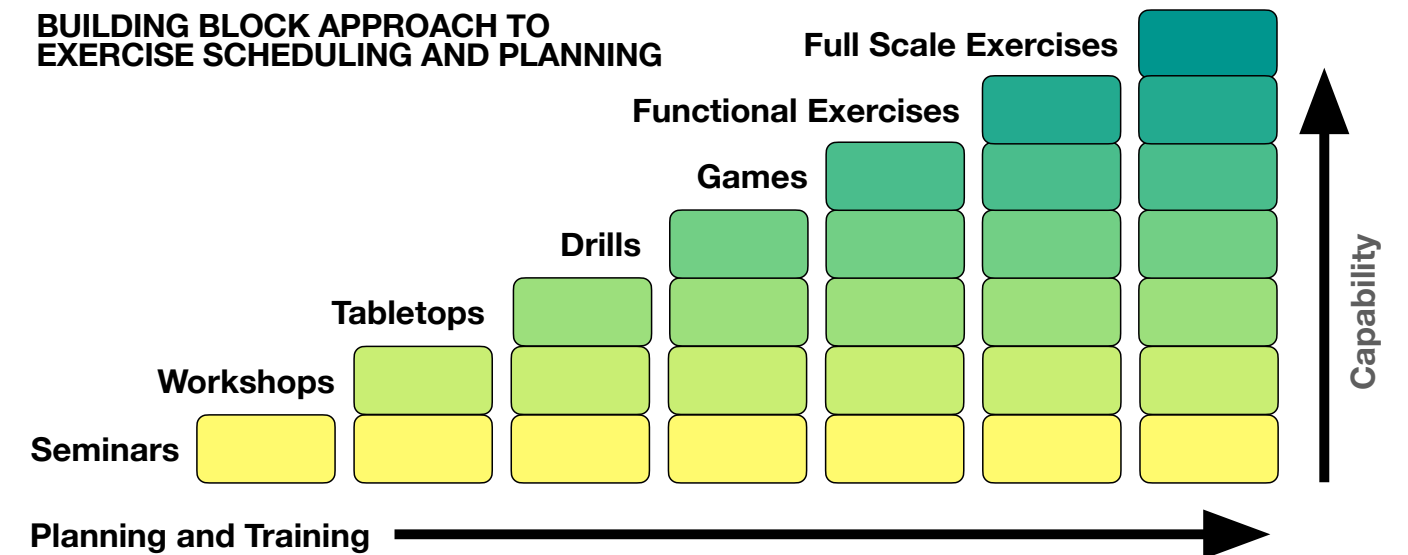 BUILDING BLOCK APPROACH TO
EXERCISE SCHEDULING AND PLANNING
Full Scale Exercises
Functional Exercises
Games
Drills
Tabletops
Workshops
Seminars
Capability
Planning and Training